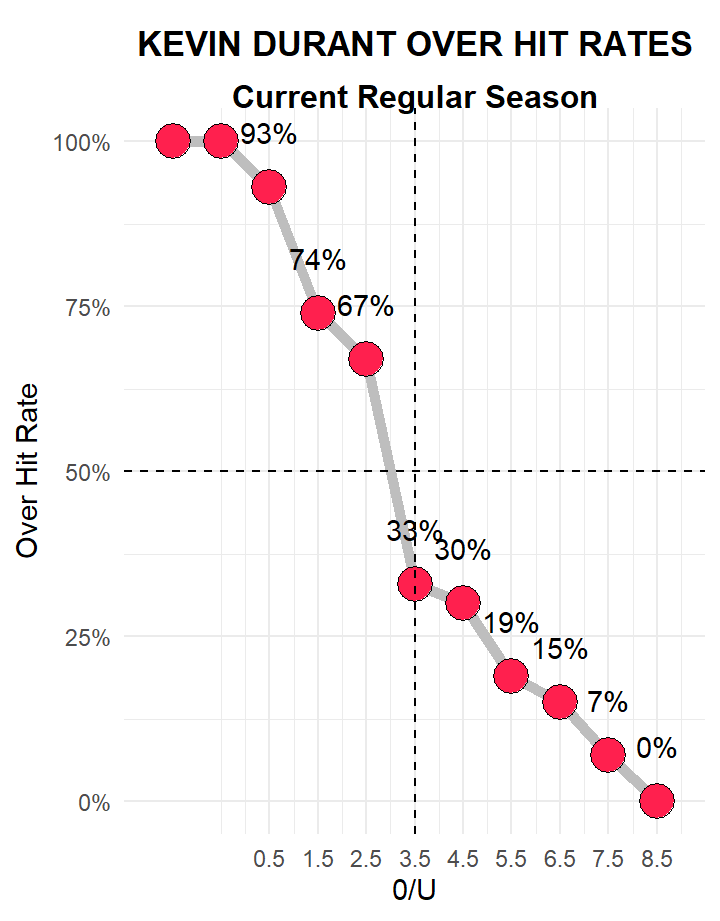 KEVIN DURANT OVER HIT RATES
Current Regular Season
100%
93%
74%
75%
67%
Over Hit Rate
50%
33%
30%
25%
19%
15%
7%
0%
0%
0.5 1.5 2.5 3.5 4.5 5.5 6.5 7.5 8.5
0/U